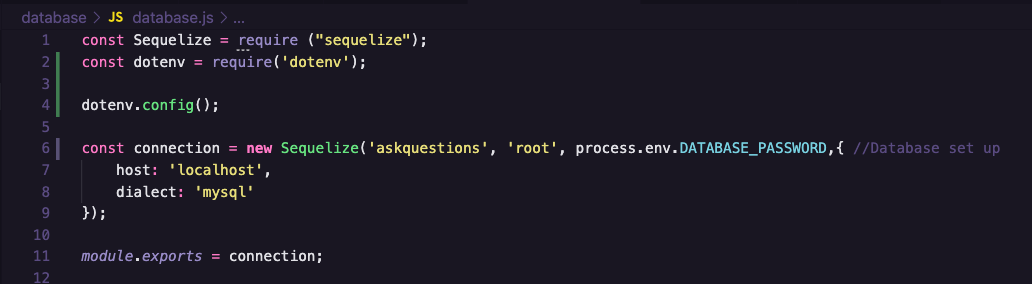 database > JS database.js > ...
1 const Sequelize = require ("sequelize");
2 const dotenv = require('dotenv');
3
4 dotenv.config();
5
6 const connection = new Sequelize('askquestions', 'root', process.env.DATABASE_PASSWORD,{ //Database set up
7 host: 'localhost',
8 dialect: 'mysql'
9 });
10
11 module.exports = connection;
12